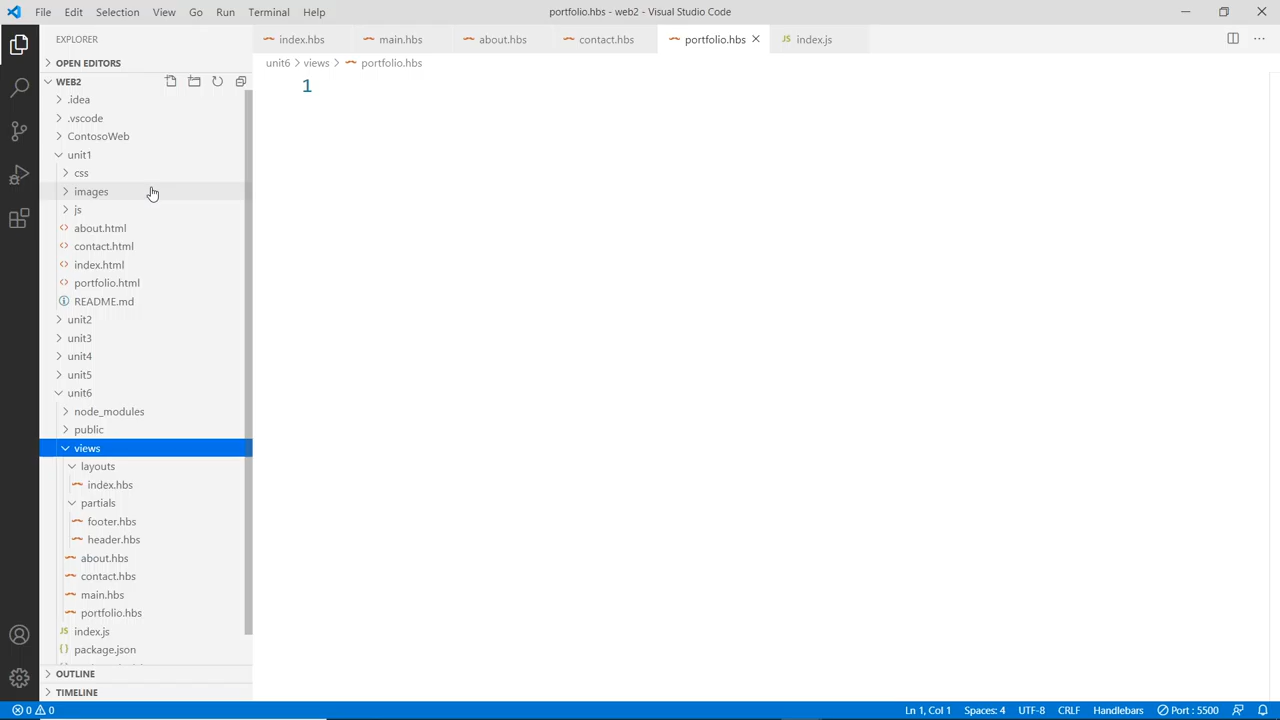 File Edit Selection View Go Run Terminal Help portfolio.hbs - web2 - Visual Studio Code
EXPLORER
index.hbs main.hbs about.hbs contact.hbs portfolio.hbs JS index.js
OPEN EDITORS
unit6 > views > portfolio.hbs
WEB2
1
.idea
.vscode
ContosoWeb
unit1
css
images
js
about.html
contact.html
index.html
portfolio.html
README.md
unit2
unit3
unit4
unit5
unit6
node_modules
public
views
layouts
index.hbs
partials
footer.hbs
header.hbs
about.hbs
contact.hbs
main.hbs
portfolio.hbs
JS index.js
{} package.json
OUTLINE
TIMELINE
0 0 Ln 1, Col 1 Spaces: 4 UTF-8 CRLF Handlebars Port : 5500